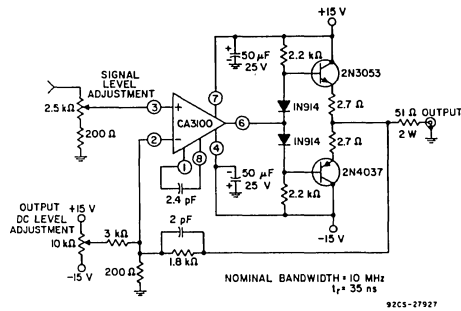 +15 V
+15 V
+
50 µF
25 V
−
2.2 kΩ
2N3053
SIGNAL
LEVEL
ADJUSTMENT
7
2.5 kΩ
3
+
CA3100
6
IN914
2.7 Ω
51 Ω OUTPUT
2 W
200 Ω
2
−
4
8
1
IN914
2.7 Ω
−
50 µF
25 V
+
2N4037
2.4 pF
2.2 kΩ
OUTPUT
DC LEVEL
ADJUSTMENT
+15 V
-15 V
2 pF
10 kΩ
3 kΩ
1.8 kΩ
-15 V
200 Ω
NOMINAL BANDWIDTH = 10 MHz
tr = 35 ns
92CS-27927